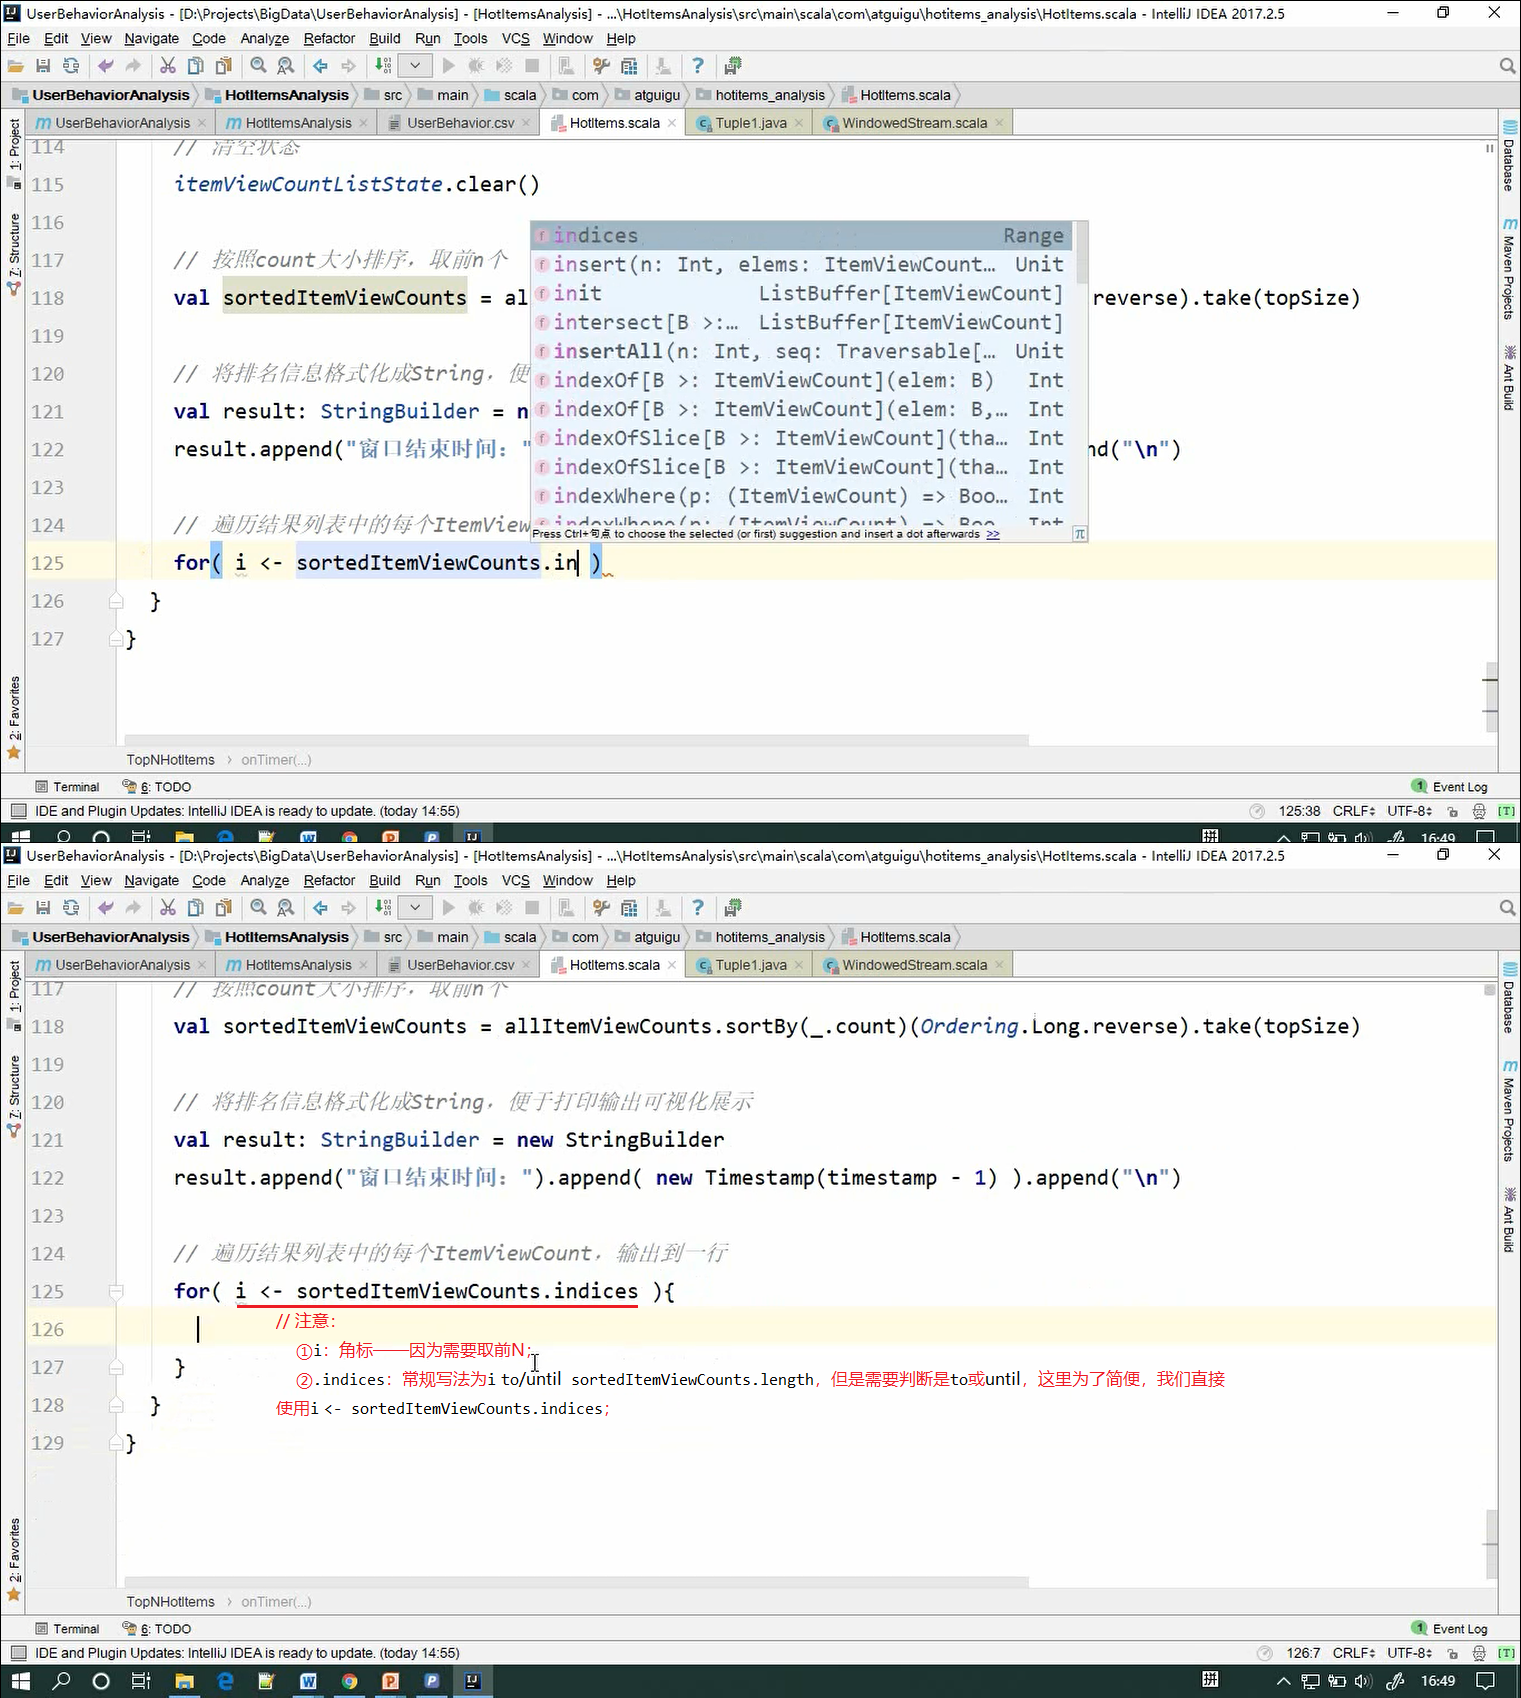 UserBehaviorAnalysis - [D:\Projects\BigData\UserBehaviorAnalysis] - [HotItemsAnalysis] - ...\HotItemsAnalysis\src\main\scala\com\atguigu\hotitems_analysis\HotItems.scala - IntelliJ IDEA 2017.2.5
File Edit View Navigate Code Analyze Refactor Build Run Tools VCS Window Help
UserBehaviorAnalysis HotItemsAnalysis src main scala com atguigu hotitems_analysis HotItems.scala
UserBehaviorAnalysis HotItemsAnalysis UserBehavior.csv HotItems.scala Tuple1.java WindowedStream.scala
1: Project
7: Structure
2: Favorites
Database
Maven Projects
Ant Build
114 // 清空状态
115 itemViewCountListState.clear()
116
117 // 按照count大小排序，取前n个
118 val sortedItemViewCounts = al reverse).take(topSize)
119
120 // 将排名信息格式化成String，便
121 val result: StringBuilder = n
122 result.append("窗口结束时间：" nd("\n")
123
124 // 遍历结果列表中的每个ItemView
125 for( i <- sortedItemViewCounts.in )
126 }
127 }
indices Range
insert(n: Int, elems: ItemViewCount… Unit
init ListBuffer[ItemViewCount]
intersect[B >:… ListBuffer[ItemViewCount]
insertAll(n: Int, seq: Traversable[… Unit
indexOf[B >: ItemViewCount](elem: B) Int
indexOf[B >: ItemViewCount](elem: B,… Int
indexOfSlice[B >: ItemViewCount](tha… Int
indexOfSlice[B >: ItemViewCount](tha… Int
indexWhere(p: (ItemViewCount) => Boo… Int
indexWhere(p: (ItemViewCount) => Boo… Int
Press Ctrl+句点 to choose the selected (or first) suggestion and insert a dot afterwards >> π
TopNHotItems › onTimer(...)
Terminal 6: TODO 1 Event Log
IDE and Plugin Updates: IntelliJ IDEA is ready to update. (today 14:55) 125:38 CRLF UTF-8 [T]
拼 16:49
UserBehaviorAnalysis - [D:\Projects\BigData\UserBehaviorAnalysis] - [HotItemsAnalysis] - ...\HotItemsAnalysis\src\main\scala\com\atguigu\hotitems_analysis\HotItems.scala - IntelliJ IDEA 2017.2.5
File Edit View Navigate Code Analyze Refactor Build Run Tools VCS Window Help
UserBehaviorAnalysis HotItemsAnalysis src main scala com atguigu hotitems_analysis HotItems.scala
UserBehaviorAnalysis HotItemsAnalysis UserBehavior.csv HotItems.scala Tuple1.java WindowedStream.scala
1: Project
7: Structure
2: Favorites
Database
Maven Projects
Ant Build
117 // 按照count大小排序，取前n个
118 val sortedItemViewCounts = allItemViewCounts.sortBy(_.count)(Ordering.Long.reverse).take(topSize)
119
120 // 将排名信息格式化成String，便于打印输出可视化展示
121 val result: StringBuilder = new StringBuilder
122 result.append("窗口结束时间：").append( new Timestamp(timestamp - 1) ).append("\n")
123
124 // 遍历结果列表中的每个ItemViewCount，输出到一行
125 for( i <- sortedItemViewCounts.indices ){
126 // 注意：
①i：角标——因为需要取前N；
127 }
②.indices：常规写法为i to/until sortedItemViewCounts.length，但是需要判断是to或until，这里为了简便，我们直接
128 }
使用i <- sortedItemViewCounts.indices；
129 }
TopNHotItems › onTimer(...)
Terminal 6: TODO 1 Event Log
IDE and Plugin Updates: IntelliJ IDEA is ready to update. (today 14:55) 126:7 CRLF UTF-8 [T]
拼 16:49